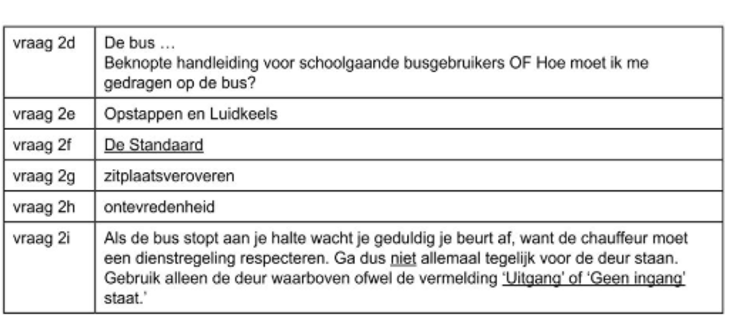 vraag 2d De bus …
Beknopte handleiding voor schoolgaande busgebruikers OF Hoe moet ik me
gedragen op de bus?
vraag 2e Opstappen en Luidkeels
vraag 2f De Standaard
vraag 2g zitplaatsveroveren
vraag 2h ontevredenheid
vraag 2i Als de bus stopt aan je halte wacht je geduldig je beurt af, want de chauffeur moet
een dienstregeling respecteren. Ga dus niet allemaal tegelijk voor de deur staan.
Gebruik alleen de deur waarboven ofwel de vermelding ‘Uitgang’ of ‘Geen ingang’
staat.’